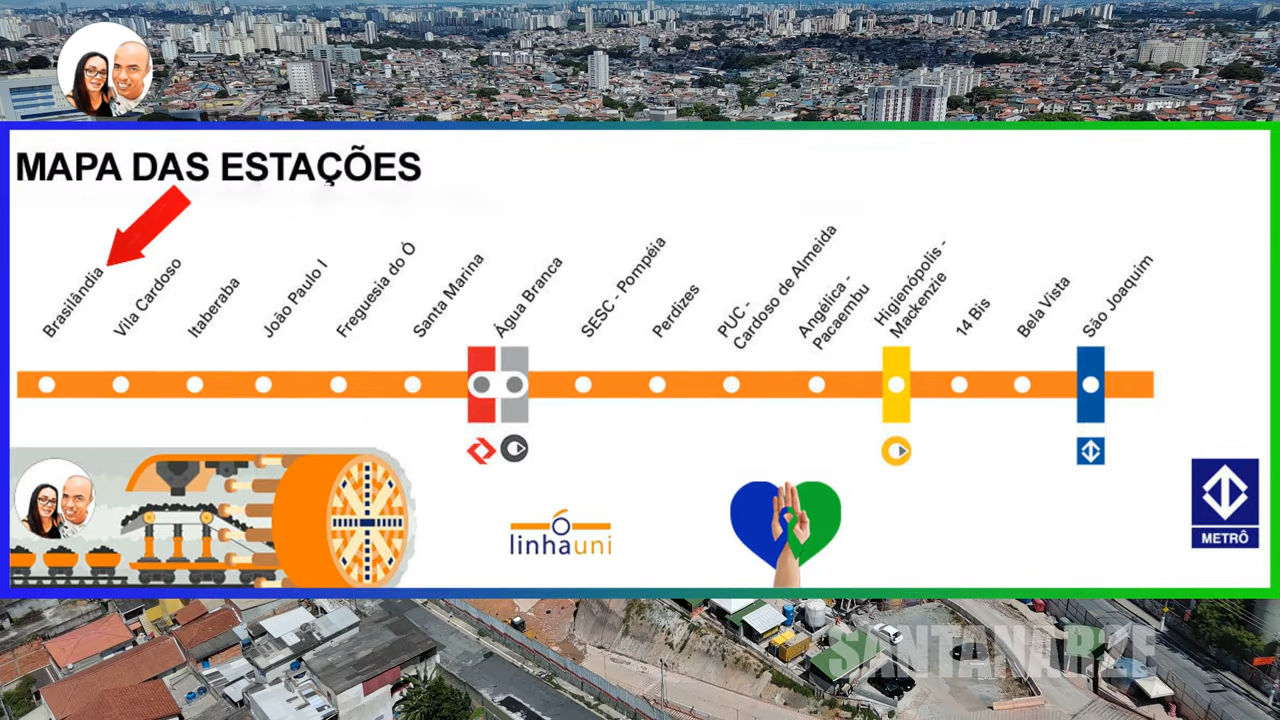 MAPA DAS ESTAÇÕES
Brasilândia
Vila Cardoso
Itaberaba
João Paulo I
Freguesia do Ó
Santa Marina
Água Branca
SESC - Pompéia
Perdizes
PUC -
Cardoso de Almeida
Angélica -
Pacaembu
Higienópolis -
Mackenzie
14 Bis
Bela Vista
São Joaquim
linhauni
METRÔ
SANTANARZE